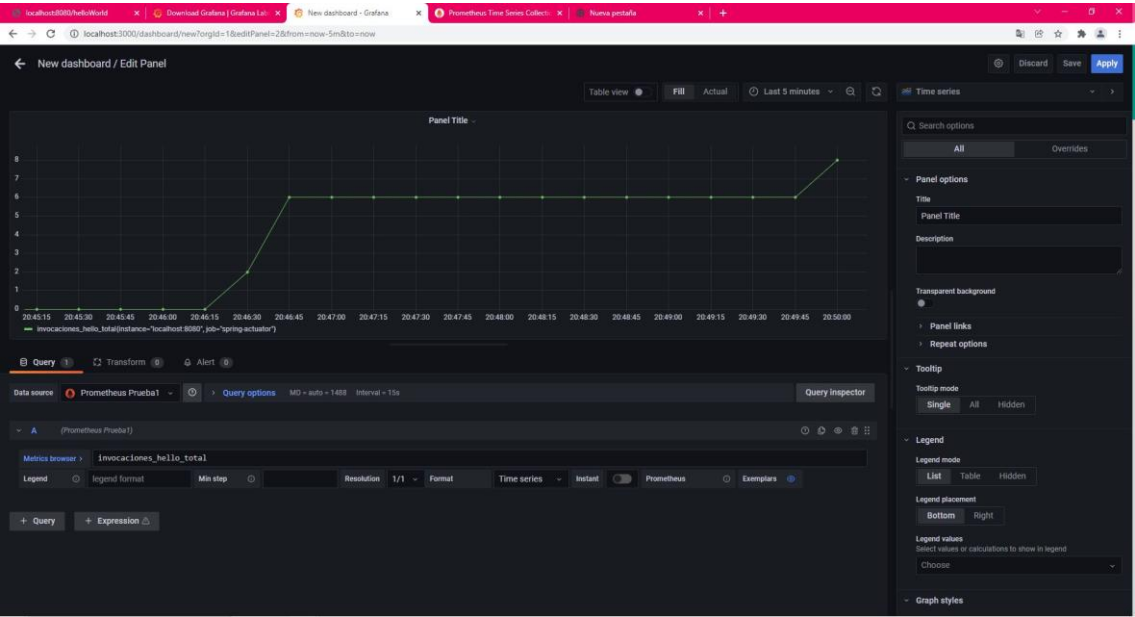 localhost:8080/helloWorld
Download Grafana | Grafana Lab
New dashboard - Grafana
Prometheus Time Series Collecti
Nueva pestaña
localhost:3000/dashboard/new?orgId=1&editPanel=2&from=now-5m&to=now
New dashboard / Edit Panel
Discard Save Apply
Table view Fill Actual Last 5 minutes
Time series
Panel Title
Search options
All Overrides
8
7
6
5
4
3
2
1
0
20:45:15 20:45:30 20:45:45 20:46:00 20:46:15 20:46:30 20:46:45 20:47:00 20:47:15 20:47:30 20:47:45 20:48:00 20:48:15 20:48:30 20:48:45 20:49:00 20:49:15 20:49:30 20:49:45 20:50:00
invocaciones_hello_total{instance="localhost:8080", job="spring-actuator"}
Panel options
Title
Panel Title
Description
Transparent background
Panel links
Repeat options
Tooltip
Tooltip mode
Single All Hidden
Legend
Legend mode
List Table Hidden
Legend placement
Bottom Right
Legend values
Select values or calculations to show in legend
Choose
Graph styles
Query 1 Transform 0 Alert 0
Data source Prometheus Prueba1 Query options MD = auto = 1488 Interval = 15s Query inspector
A (Prometheus Prueba1)
Metrics browser > invocaciones_hello_total
Legend legend format Min step Resolution 1/1 Format Time series Instant Prometheus Exemplars
+ Query + Expression